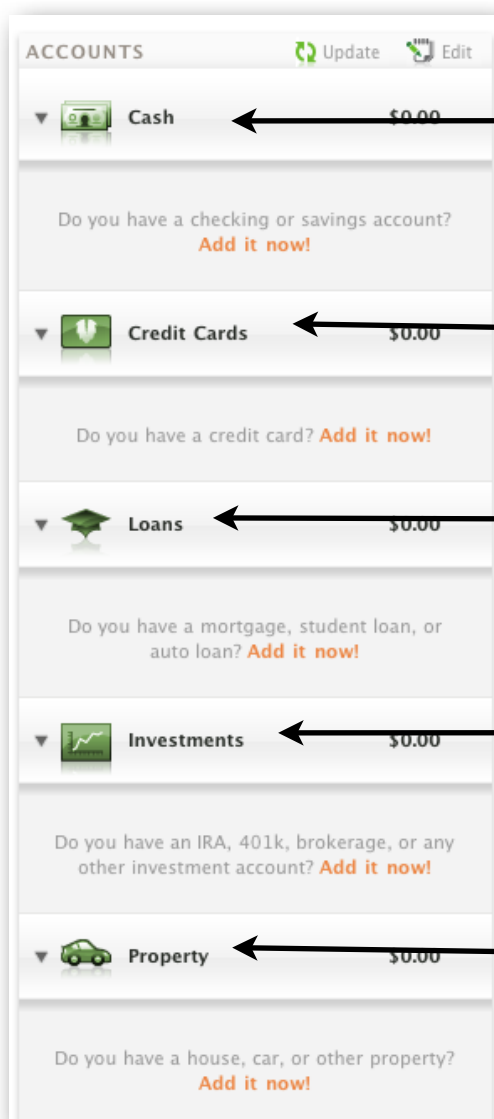 ACCOUNTS Update Edit
Cash $0.00
Do you have a checking or savings account?
Add it now!
Credit Cards $0.00
Do you have a credit card? Add it now!
Loans $0.00
Do you have a mortgage, student loan, or
auto loan? Add it now!
Investments $0.00
Do you have an IRA, 401k, brokerage, or any
other investment account? Add it now!
Property $0.00
Do you have a house, car, or other property?
Add it now!